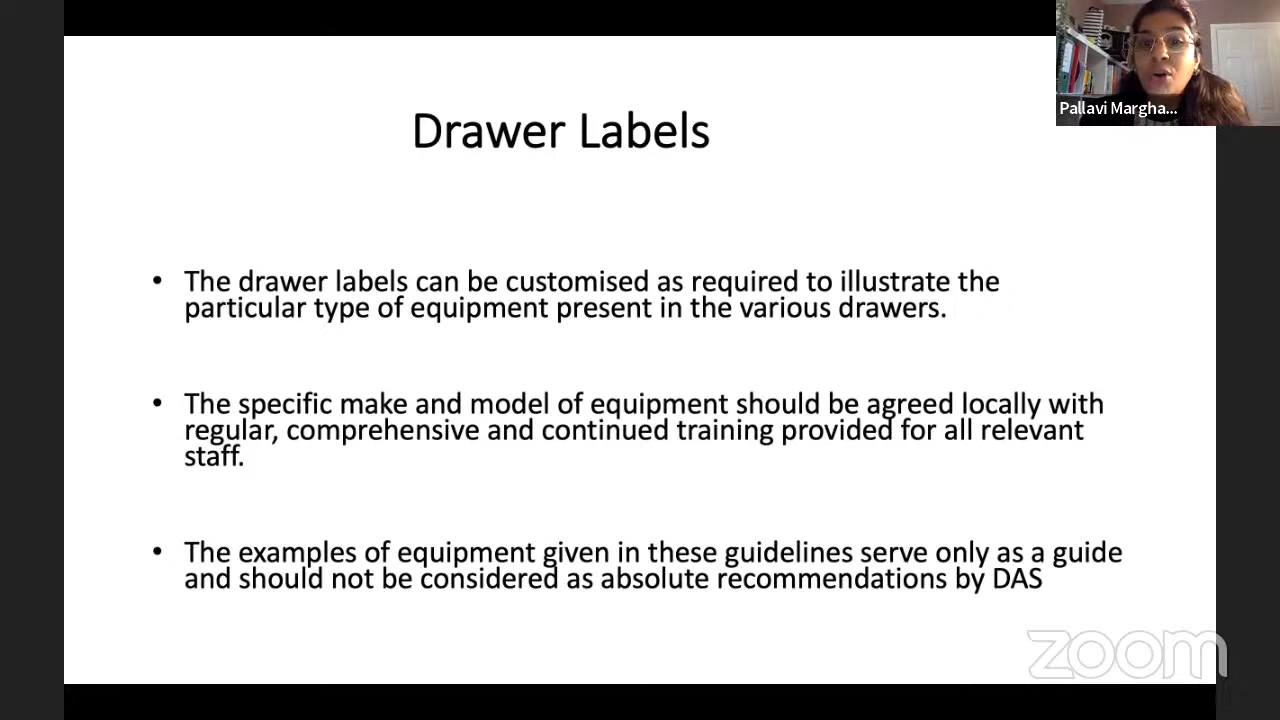 Pallavi Margha...
Drawer Labels
• The drawer labels can be customised as required to illustrate the
particular type of equipment present in the various drawers.
• The specific make and model of equipment should be agreed locally with
regular, comprehensive and continued training provided for all relevant
staff.
• The examples of equipment given in these guidelines serve only as a guide
and should not be considered as absolute recommendations by DAS
zoom